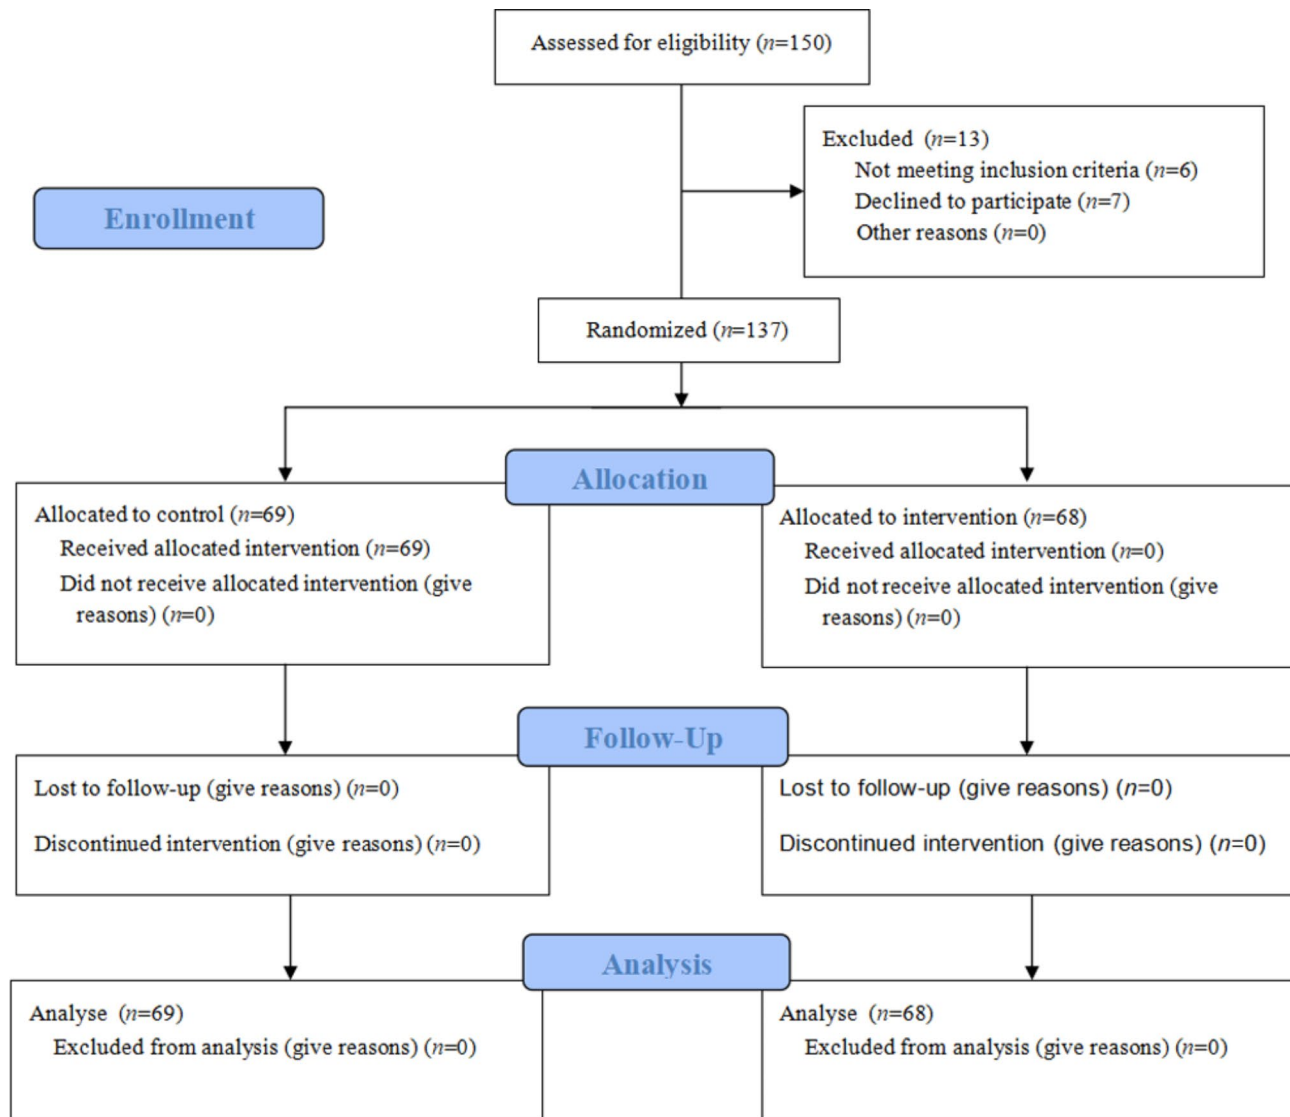 Assessed for eligibility (n=150)
Excluded (n=13)
Not meeting inclusion criteria (n=6)
Declined to participate (n=7)
Other reasons (n=0)
Enrollment
Randomized (n=137)
Allocation
Allocated to control (n=69)
Received allocated intervention (n=69)
Did not receive allocated intervention (give
reasons) (n=0)
Allocated to intervention (n=68)
Received allocated intervention (n=0)
Did not receive allocated intervention (give
reasons) (n=0)
Follow-Up
Lost to follow-up (give reasons) (n=0)
Discontinued intervention (give reasons) (n=0)
Lost to follow-up (give reasons) (n=0)
Discontinued intervention (give reasons) (n=0)
Analysis
Analyse (n=69)
Excluded from analysis (give reasons) (n=0)
Analyse (n=68)
Excluded from analysis (give reasons) (n=0)